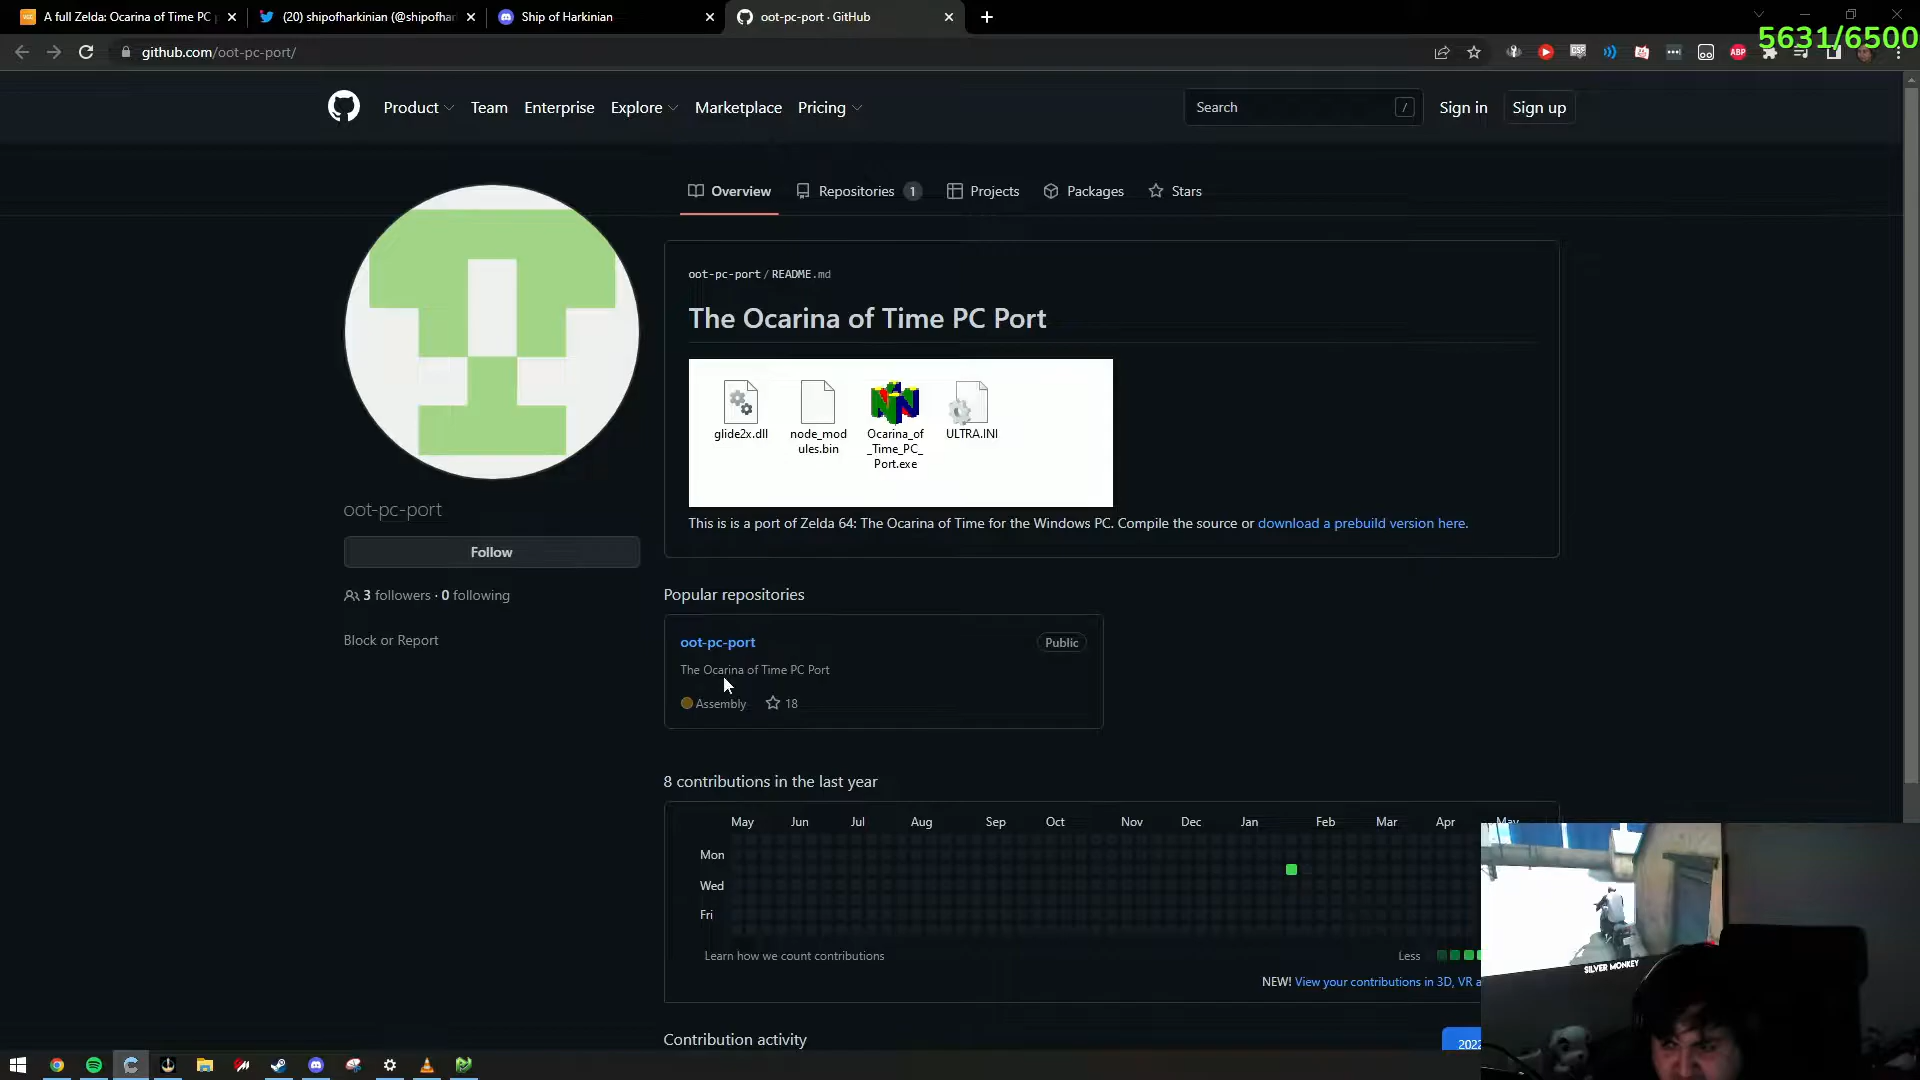 A full Zelda: Ocarina of Time PC
(20) shipofharkinian (@shipofhar
Ship of Harkinian
oot-pc-port · GitHub
github.com/oot-pc-port/
5631/6500
Product
Team
Enterprise
Explore
Marketplace
Pricing
Search
/
Sign in
Sign up
Overview
Repositories 1
Projects
Packages
Stars
oot-pc-port/README.md
The Ocarina of Time PC Port
glide2x.dll
node_mod
ules.bin
Ocarina_of
_Time_PC_
Port.exe
ULTRA.INI
This is is a port of Zelda 64: The Ocarina of Time for the Windows PC. Compile the source or download a prebuild version here.
oot-pc-port
Follow
3 followers · 0 following
Block or Report
Popular repositories
oot-pc-port
Public
The Ocarina of Time PC Port
Assembly
18
8 contributions in the last year
May Jun Jul Aug Sep Oct Nov Dec Jan Feb Mar Apr May
Mon
Wed
Fri
Learn how we count contributions
Less
NEW! View your contributions in 3D, VR a
Contribution activity
2022
SILVER MONKEY